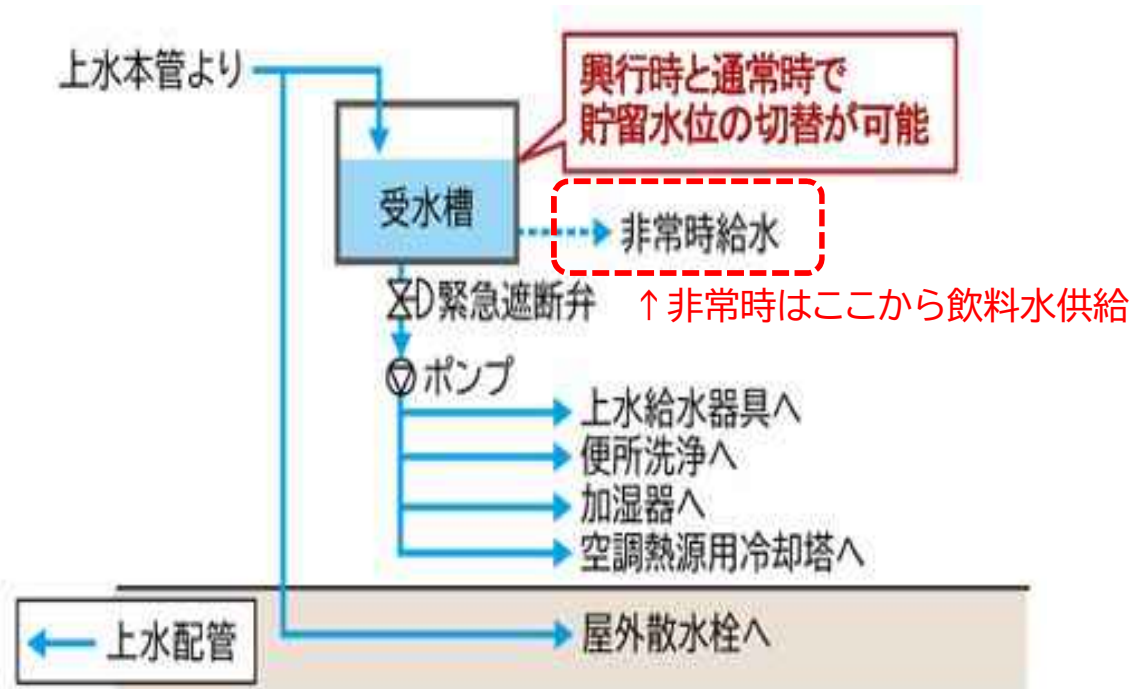 上水本管より
興行時と通常時で
貯留水位の切替が可能
受水槽
非常時給水
緊急遮断弁
↑非常時はここから飲料水供給
ポンプ
上水給水器具へ
便所洗浄へ
加湿器へ
空調熱源用冷却塔へ
上水配管
屋外散水栓へ